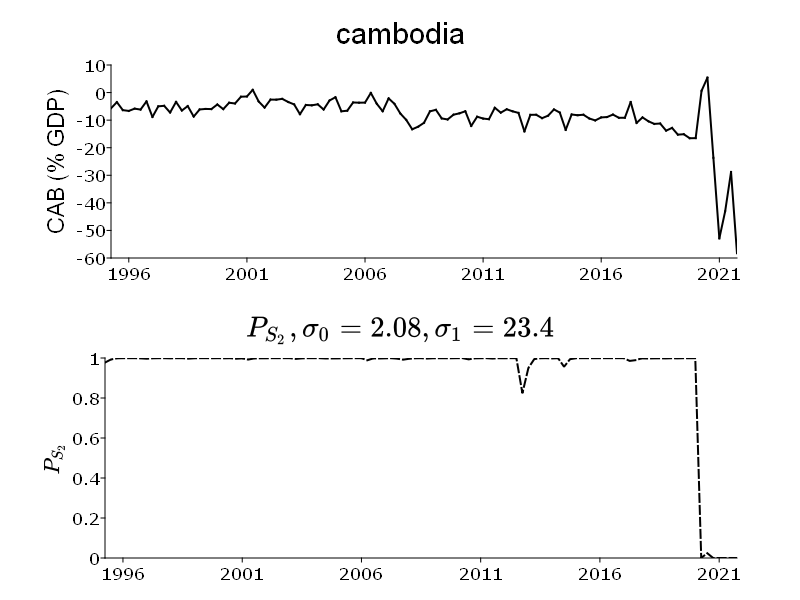 cambodia
CAB (% GDP)
10
0
-10
-20
-30
-40
-50
-60
1996 2001 2006 2011 2016 2021
P_{S_2}, σ_0 = 2.08, σ_1 = 23.4
P_{S_2}
1
0.8
0.6
0.4
0.2
0
1996 2001 2006 2011 2016 2021